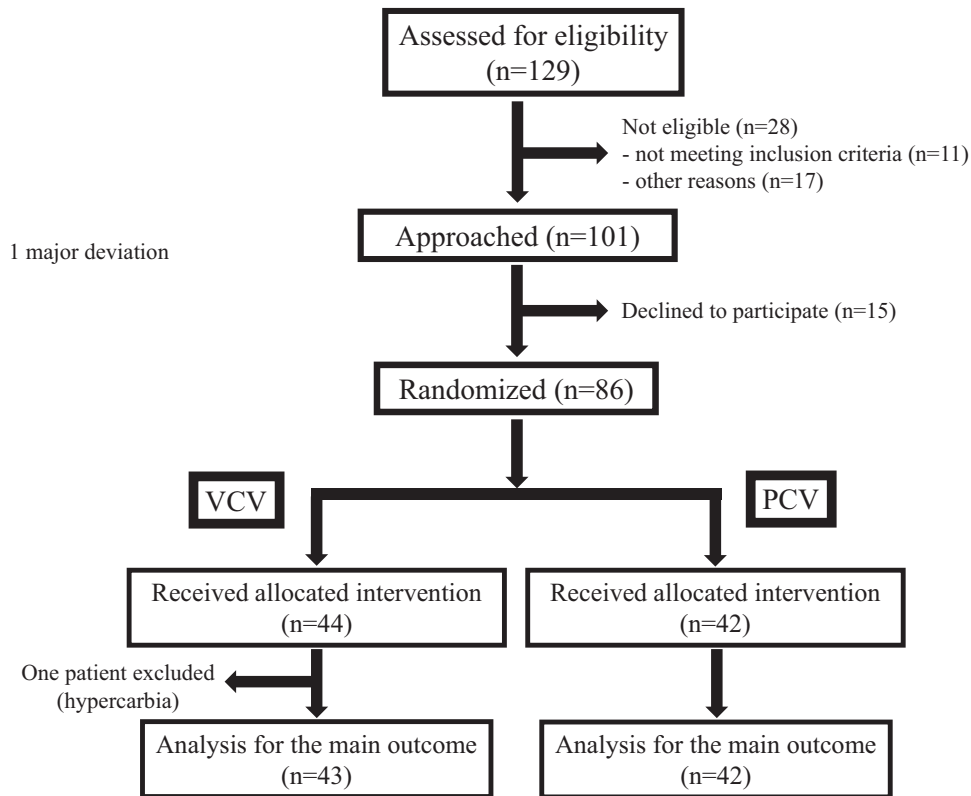 Assessed for eligibility
(n=129)
Not eligible (n=28)
- not meeting inclusion criteria (n=11)
- other reasons (n=17)
Approached (n=101)
1 major deviation
Declined to participate (n=15)
Randomized (n=86)
VCV
PCV
Received allocated intervention
(n=44)
Received allocated intervention
(n=42)
One patient excluded
(hypercarbia)
Analysis for the main outcome
(n=43)
Analysis for the main outcome
(n=42)